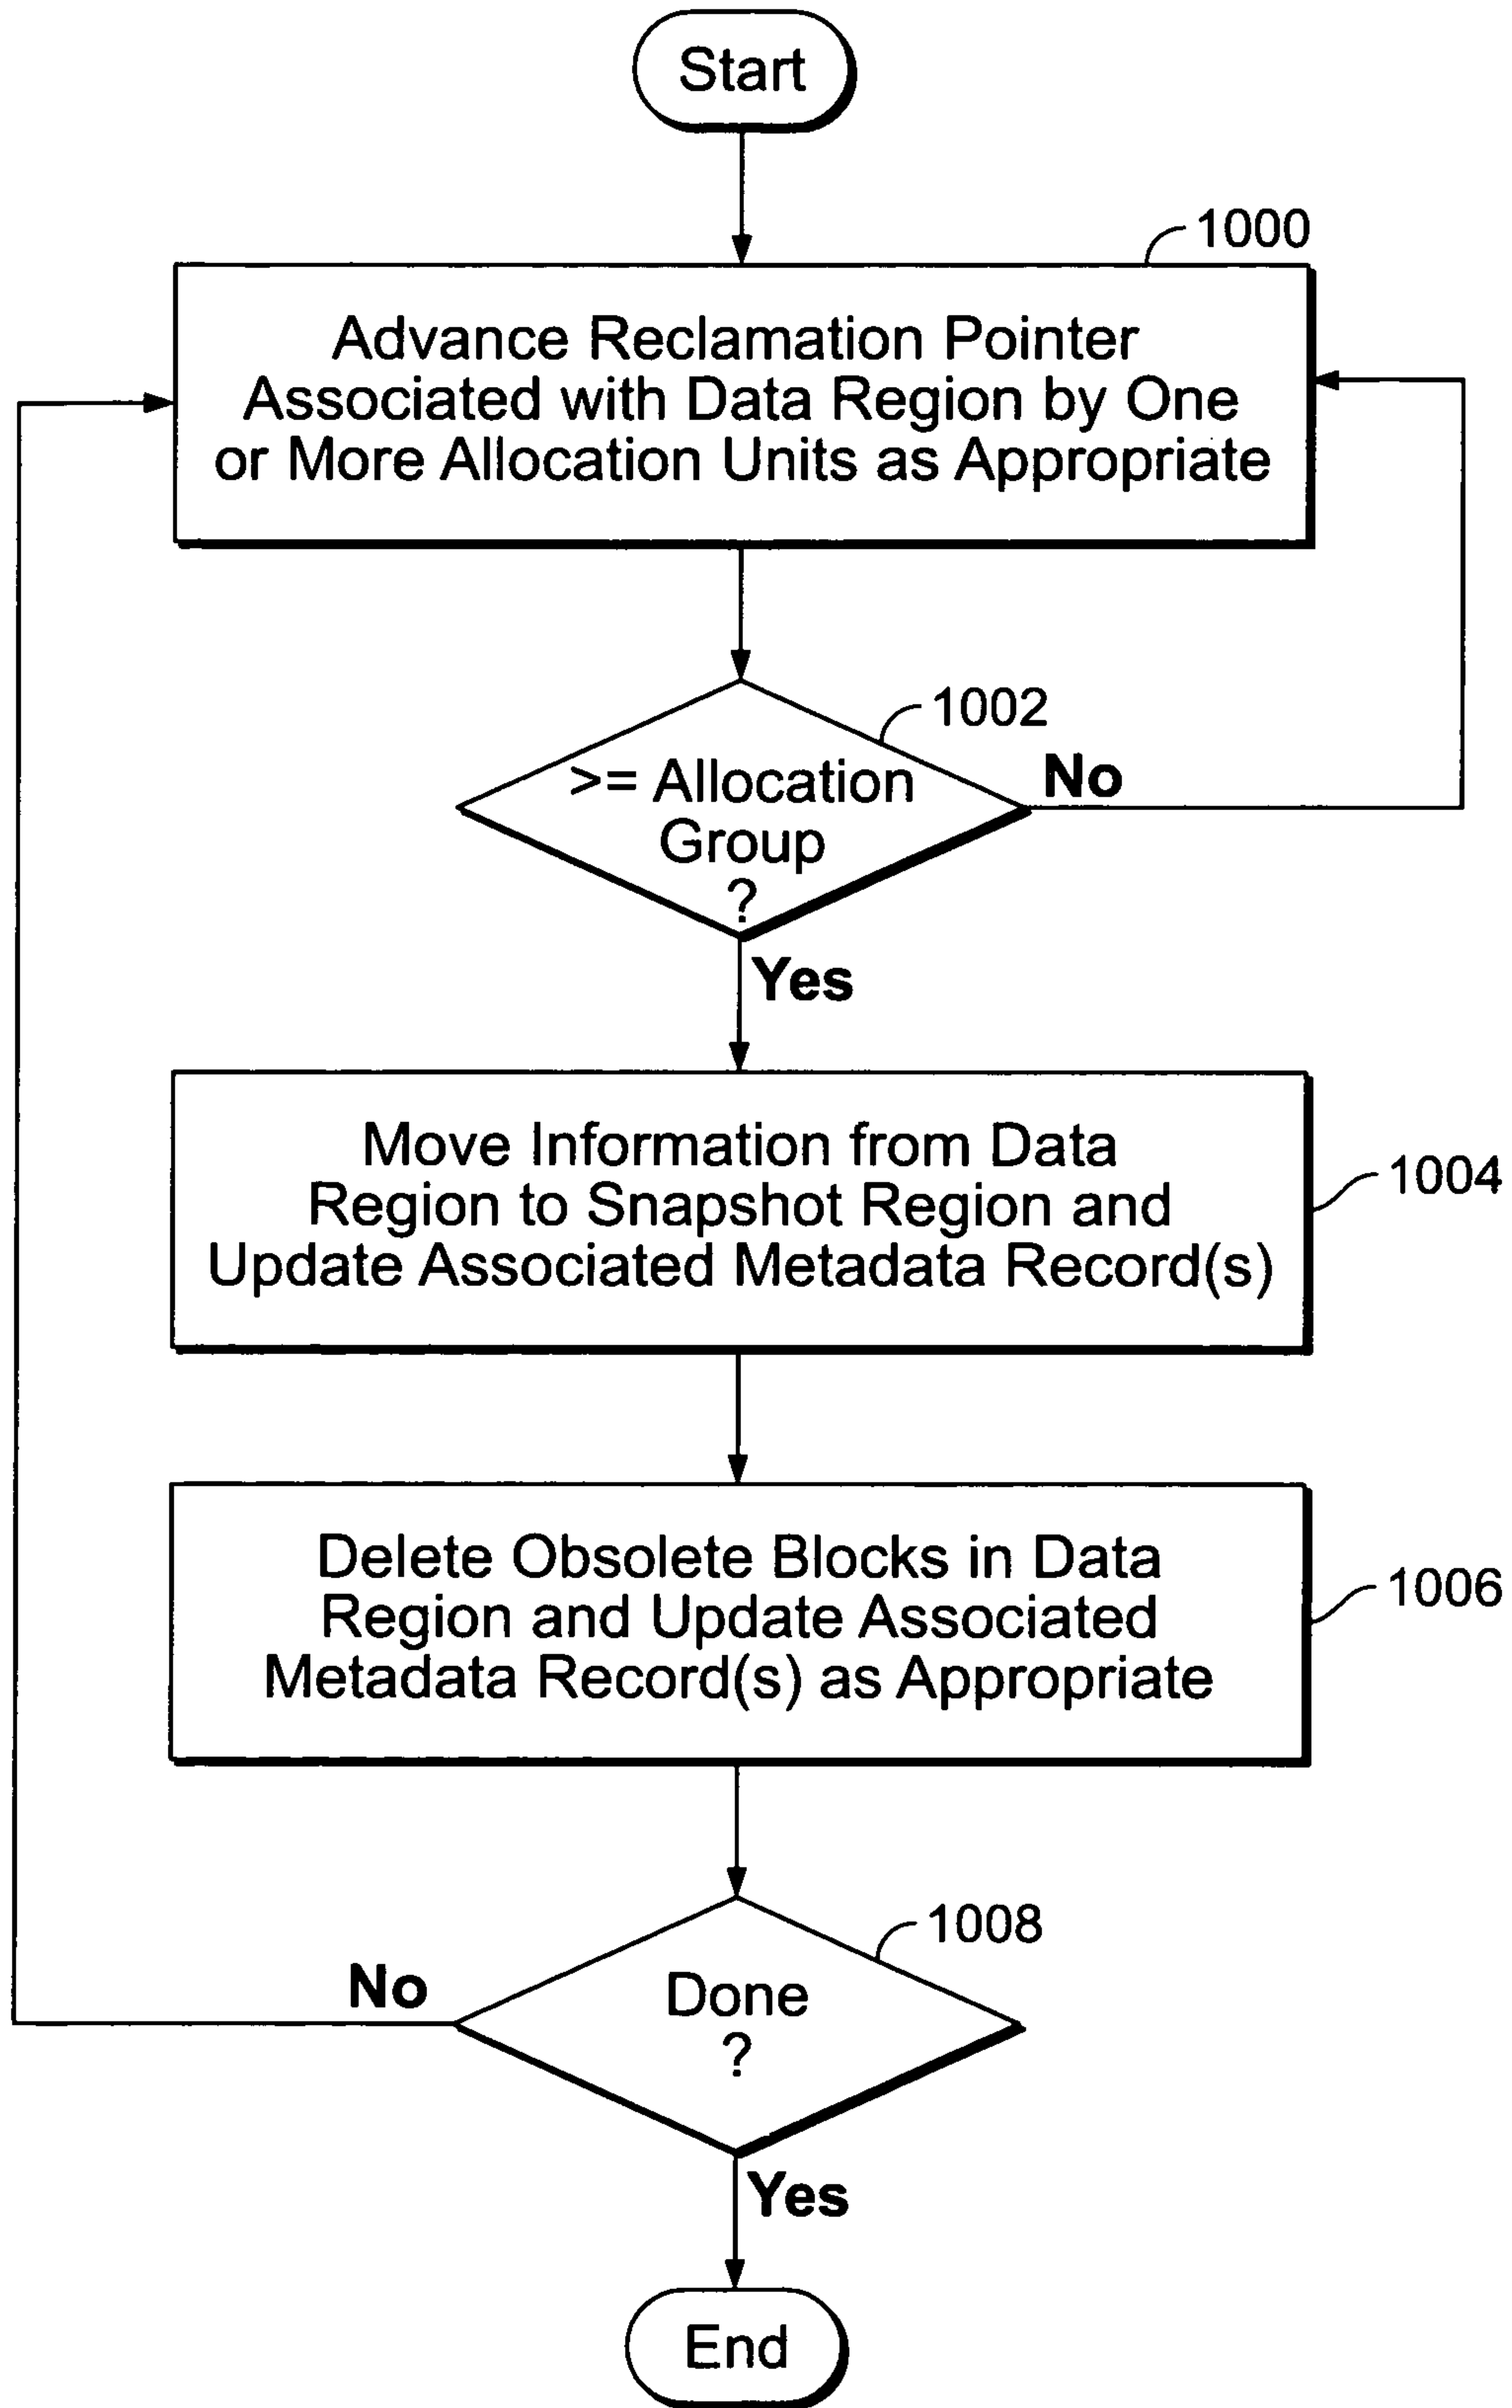 Start
1000
Advance Reclamation Pointer
Associated with Data Region by One
or More Allocation Units as Appropriate
1002
>= Allocation
Group
?
No
Yes
Move Information from Data
Region to Snapshot Region and
Update Associated Metadata Record(s)
1004
Delete Obsolete Blocks in Data
Region and Update Associated
Metadata Record(s) as Appropriate
1006
1008
Done
?
No
Yes
End